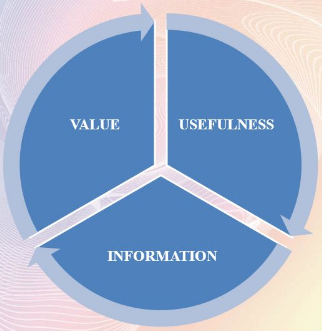 VALUE
USEFULNESS
INFORMATION